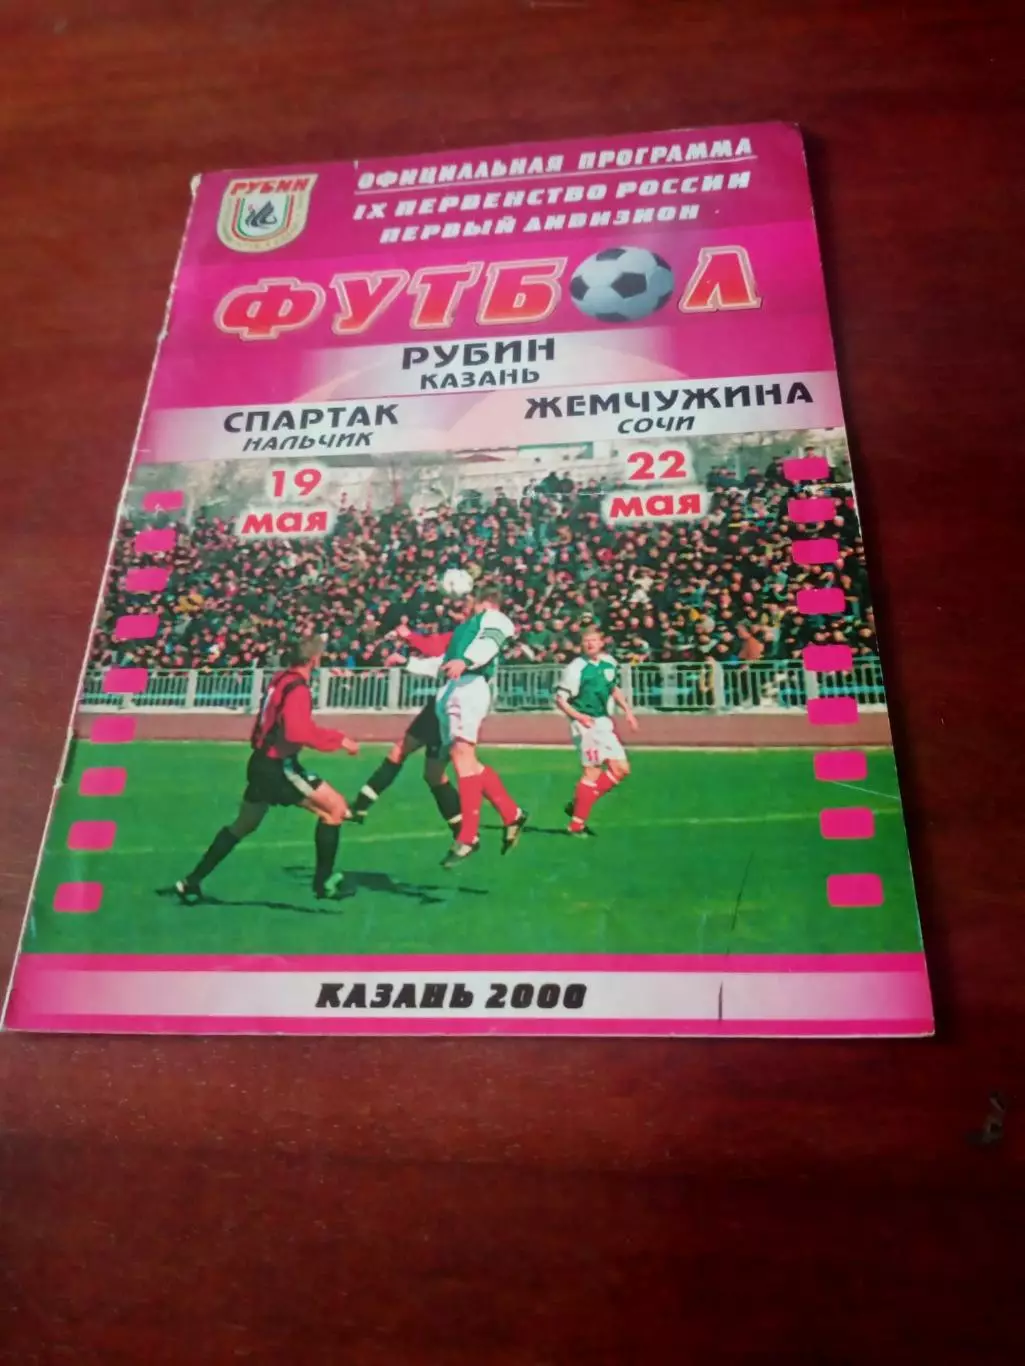 РУБИН
ОФИЦИАЛЬНАЯ ПРОГРАММА
IX ПЕРВЕНСТВО РОССИИ
ПЕРВЫЙ ДИВИЗИОН
ФУТБОЛ
РУБИН
КАЗАНЬ
СПАРТАК
НАЛЬЧИК
19
мая
ЖЕМЧУЖИНА
СОЧИ
22
мая
11
КАЗАНЬ 2000